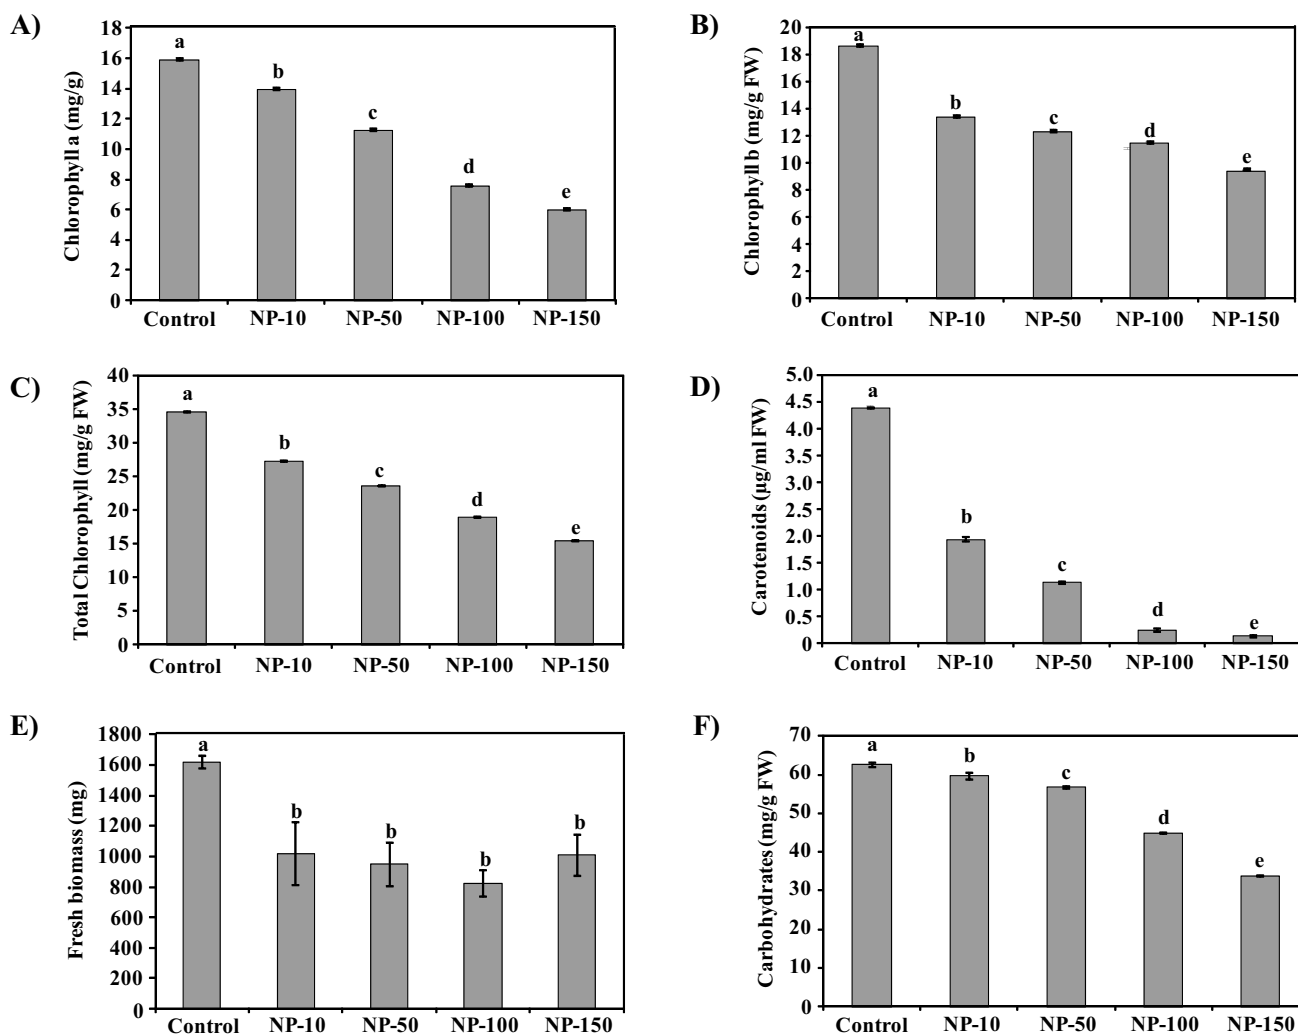 A)
Chlorophyll a (mg/g)
18
16
14
12
10
8
6
4
2
0
a
b
c
d
e
Control NP-10 NP-50 NP-100 NP-150
B)
Chlorophyll b (mg/g FW)
20
18
16
14
12
10
8
6
4
2
0
a
b
c
d
e
Control NP-10 NP-50 NP-100 NP-150
C)
Total Chlorophyll (mg/g FW)
40
35
30
25
20
15
10
5
0
a
b
c
d
e
Control NP-10 NP-50 NP-100 NP-150
D)
Carotenoids (µg/ml FW)
5.0
4.5
4.0
3.5
3.0
2.5
2.0
1.0
1.0
0.5
0
a
b
c
d
e
Control NP-10 NP-50 NP-100 NP-150
E)
Fresh biomass (mg)
1800
1600
1400
1200
1000
800
600
400
200
0
a
b
b
b
b
Control NP-10 NP-50 NP-100 NP-150
F)
Carbohydrates (mg/g FW)
70
60
50
40
30
20
10
0
a
b
c
d
e
Control NP-10 NP-50 NP-100 NP-150